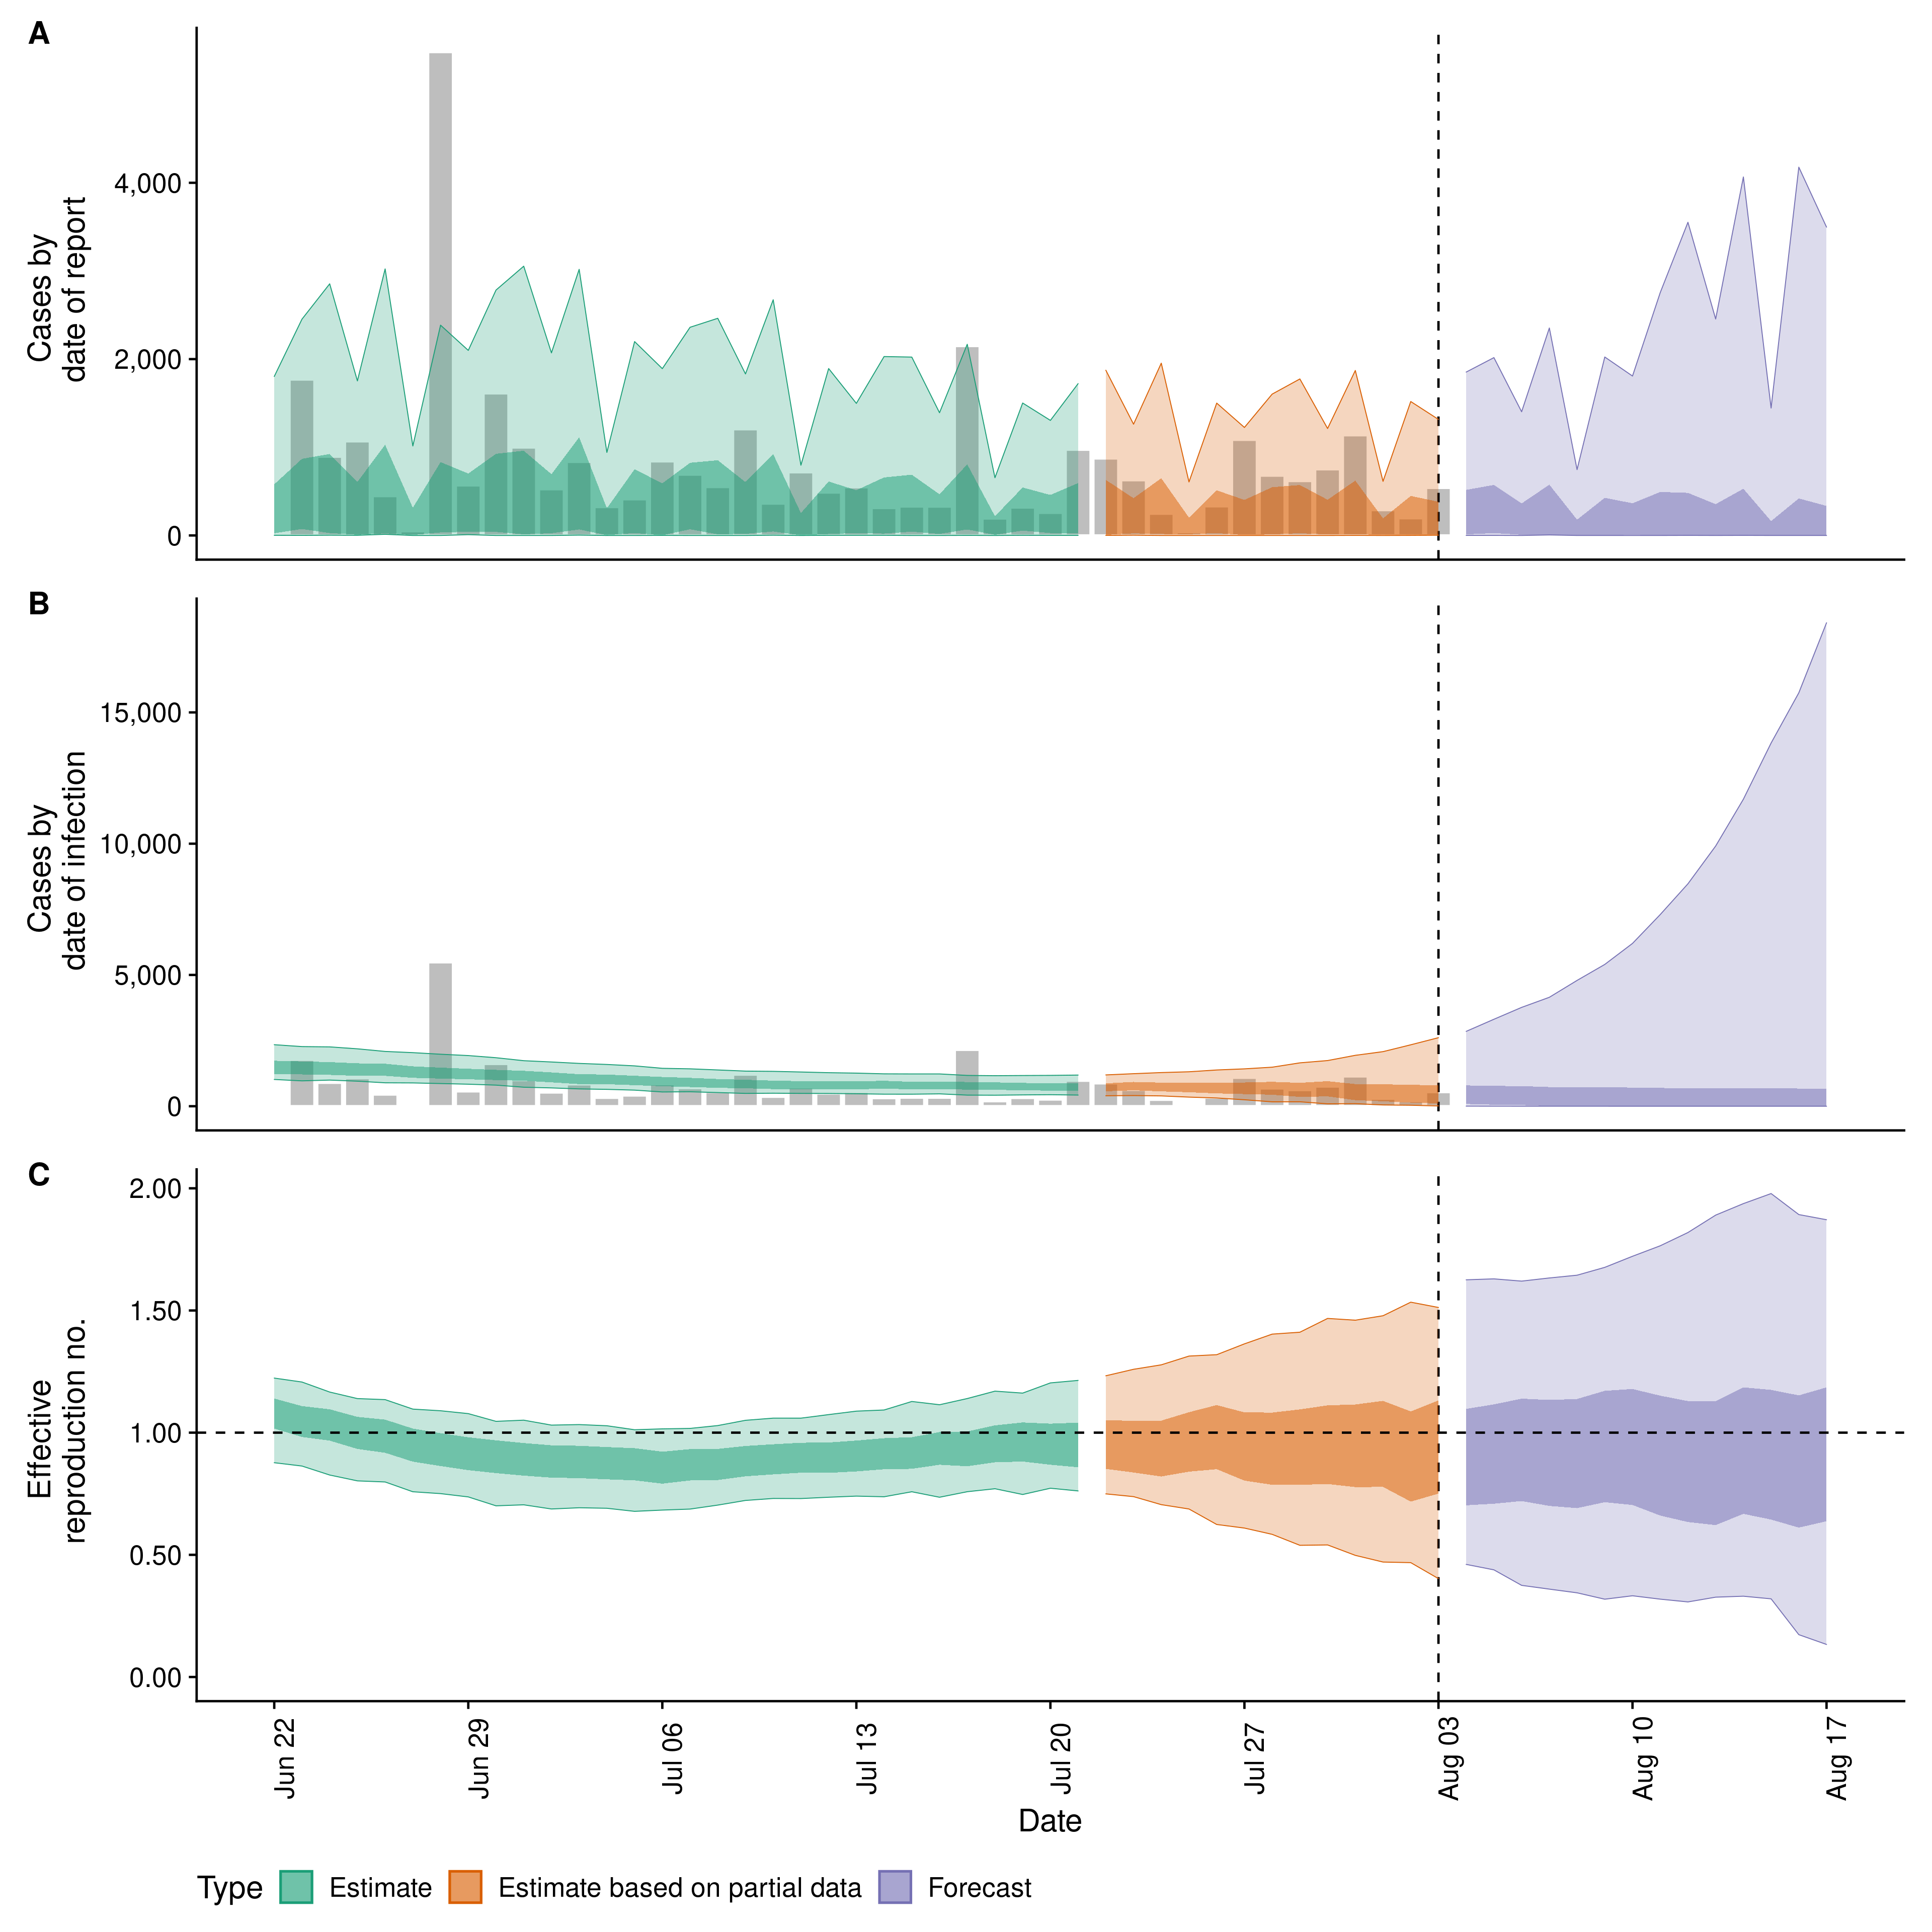 A
Cases by
date of report
4,000
2,000
0
B
Cases by
date of infection
15,000
10,000
5,000
0
C
Effective
reproduction no.
2.00
1.50
1.00
0.50
0.00
Jun 22
Jun 29
Jul 06
Jul 13
Jul 20
Jul 27
Aug 03
Aug 10
Aug 17
Date
Type Estimate Estimate based on partial data Forecast